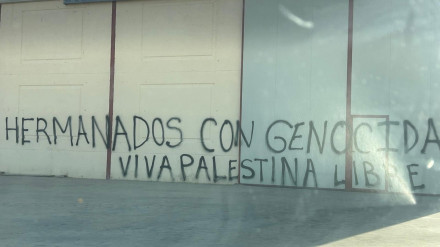 HERMANADOS CON GENOCIDA
VIVA PALESTINA LIBRE